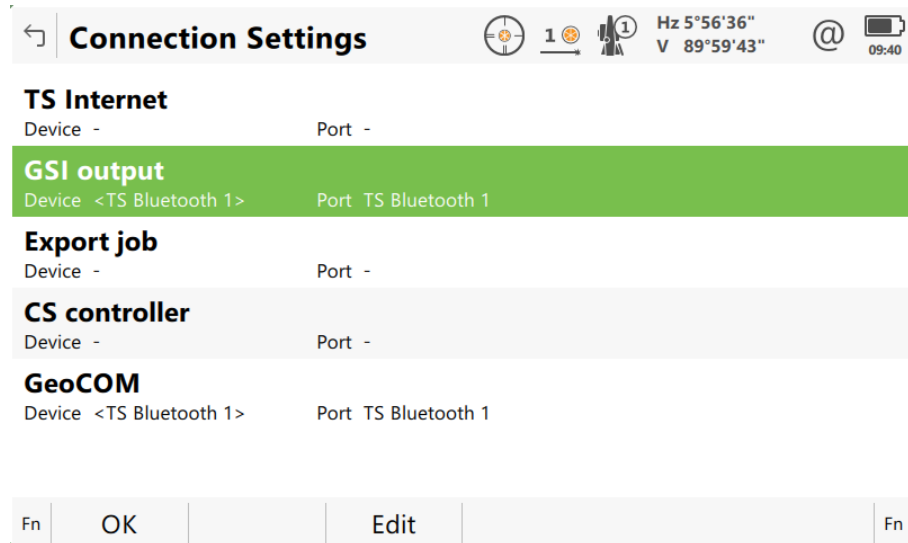 Connection Settings
1
1
Hz 5°56'36"
V 89°59'43"
@
09:40
TS Internet
Device - Port -
GSI output
Device <TS Bluetooth 1> Port TS Bluetooth 1
Export job
Device - Port -
CS controller
Device - Port -
GeoCOM
Device <TS Bluetooth 1> Port TS Bluetooth 1
Fn OK Edit Fn